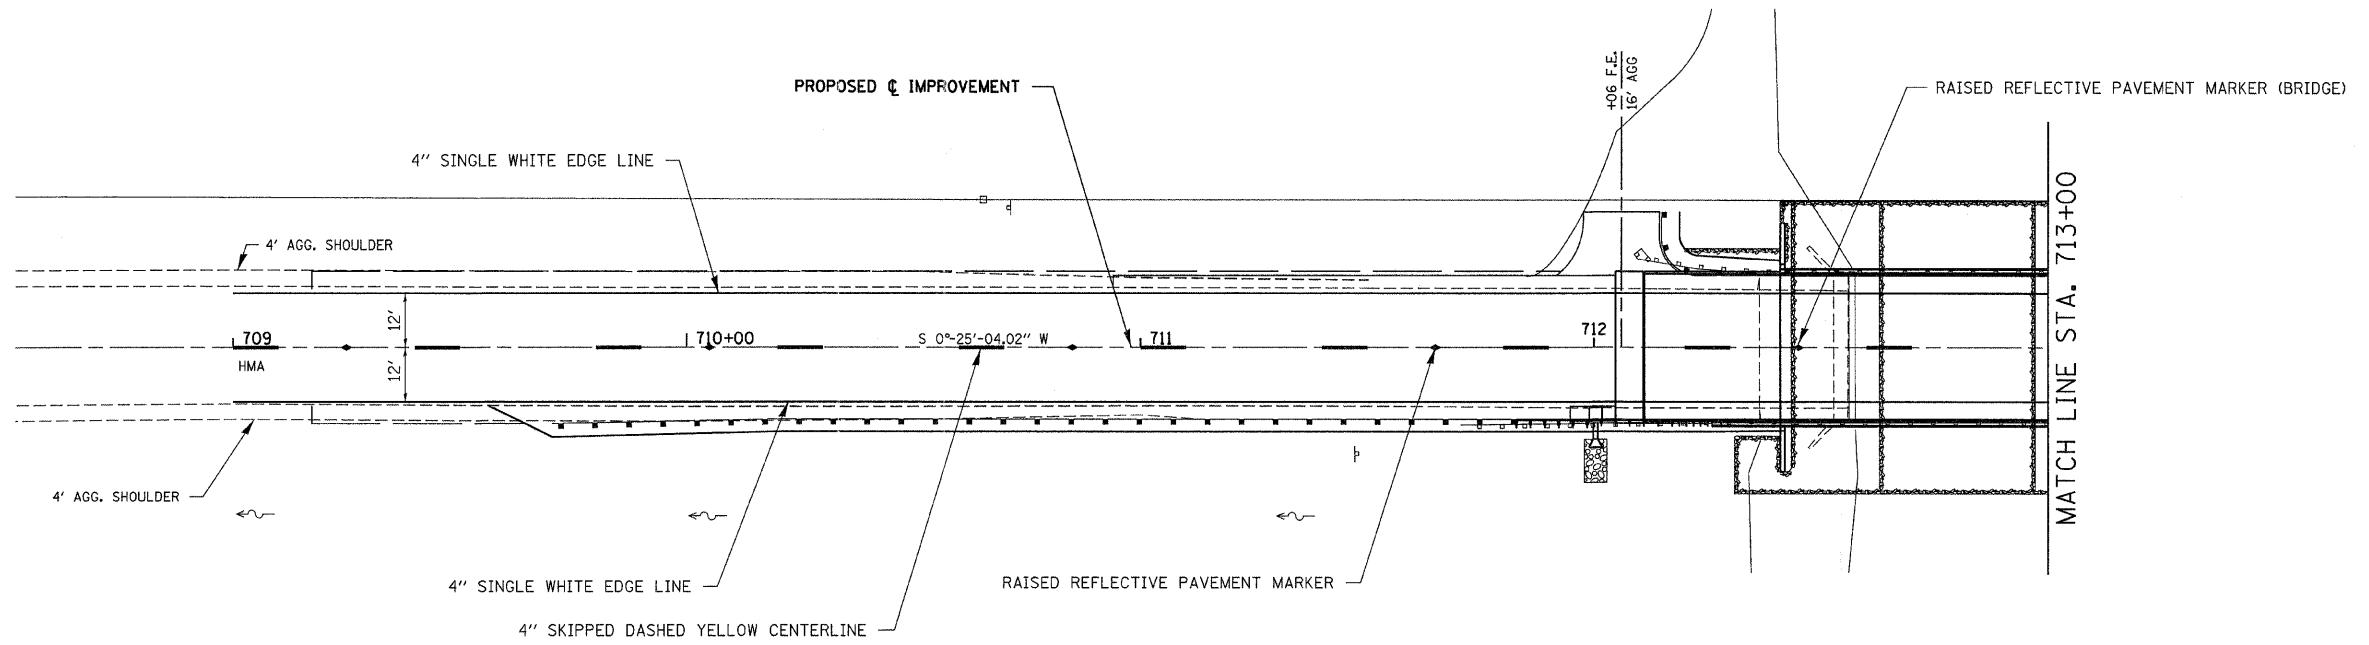 +06 F.E.
16' AGG
PROPOSED ℄ IMPROVEMENT
RAISED REFLECTIVE PAVEMENT MARKER (BRIDGE)
4" SINGLE WHITE EDGE LINE
4' AGG. SHOULDER
MATCH LINE STA. 713+00
12'
709
710+00
S 0°-25'-04.02" W
711
712
HMA
12'
4' AGG. SHOULDER
4" SINGLE WHITE EDGE LINE
RAISED REFLECTIVE PAVEMENT MARKER
4" SKIPPED DASHED YELLOW CENTERLINE